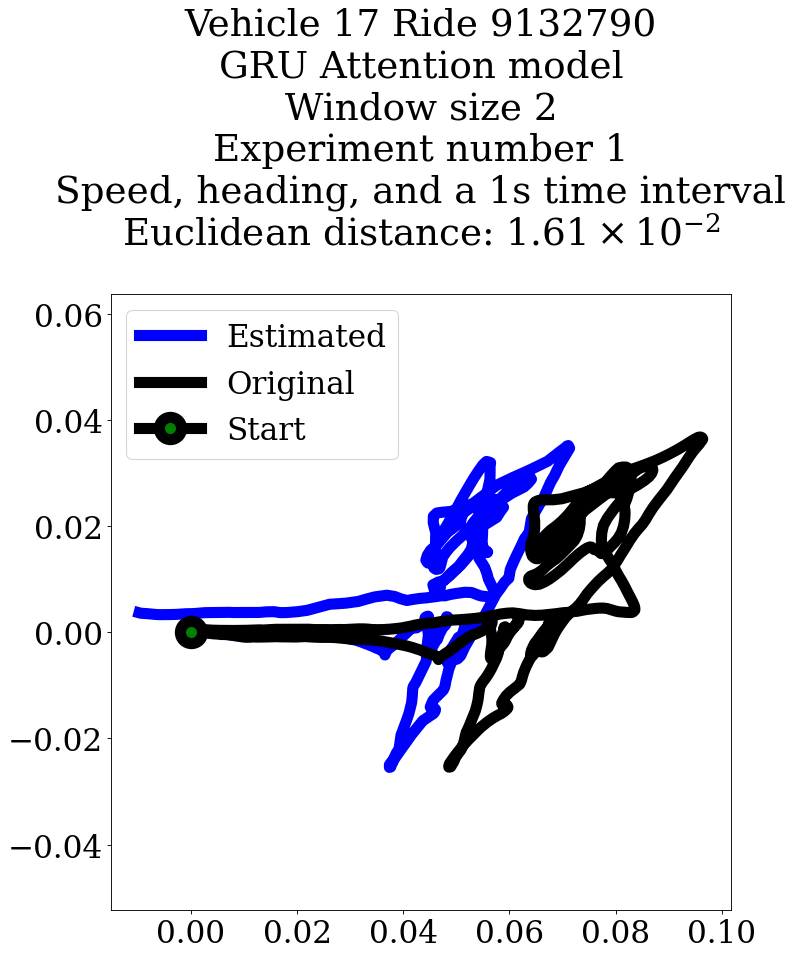 Vehicle 17 Ride 9132790
GRU Attention model
Window size 2
Experiment number 1
Speed, heading, and a 1s time interval
Euclidean distance: 1.61 × 10⁻²
Estimated
Original
Start
0.06
0.04
0.02
0.00
−0.02
−0.04
0.00 0.02 0.04 0.06 0.08 0.10